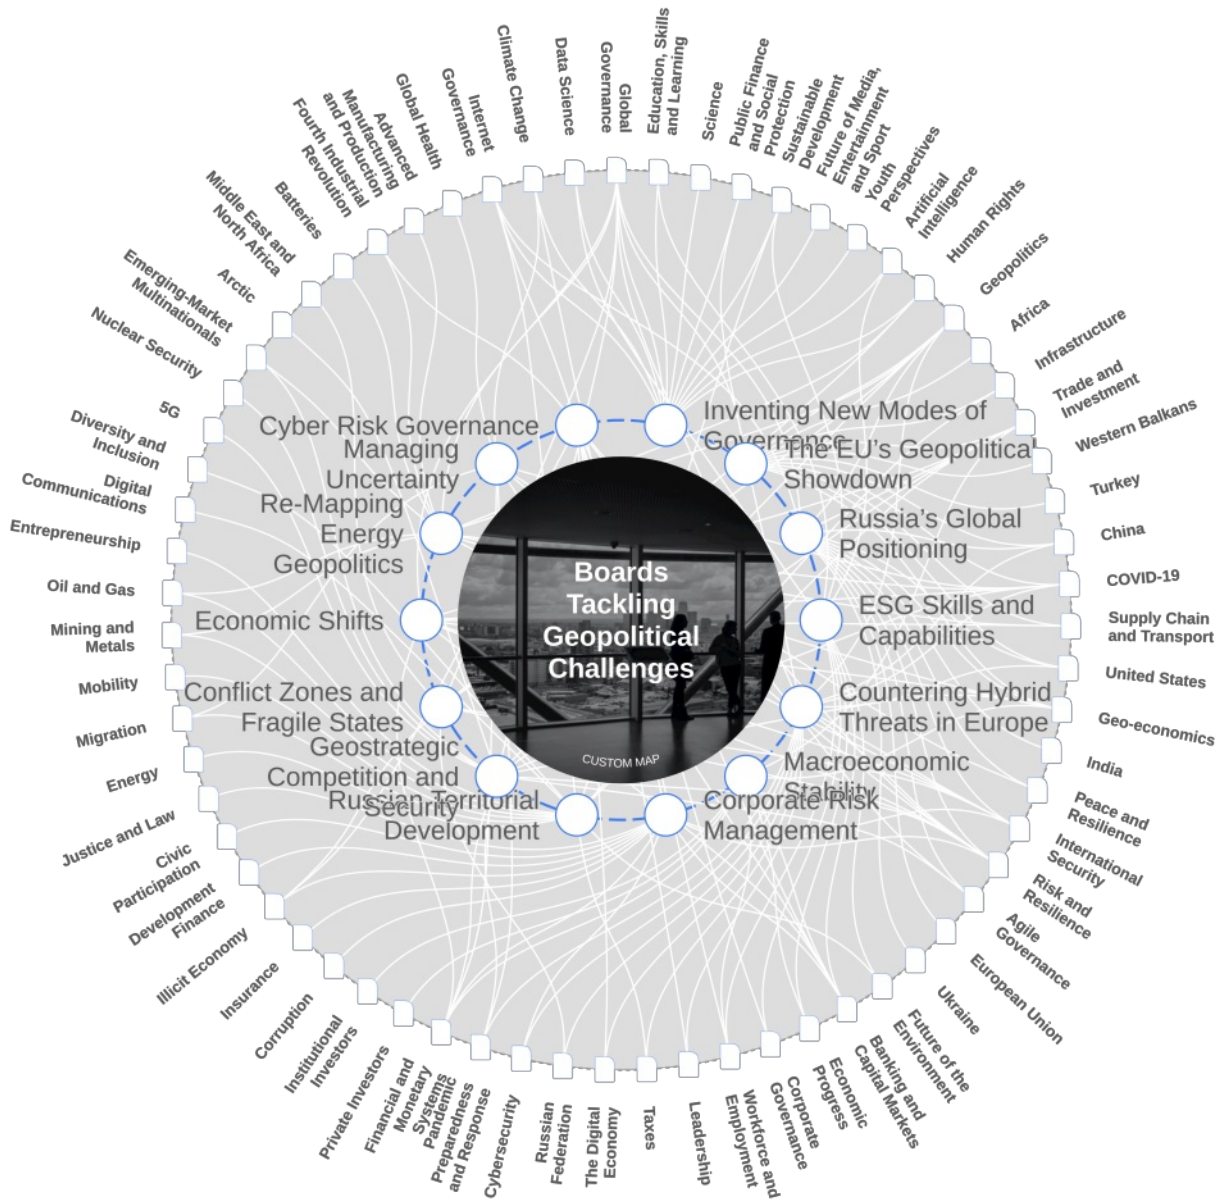 Climate Change
Data Science
Global
Governance
Education, Skills
and Learning
Science
Public Finance
and Social
Protection
Sustainable
Development
Future of Media,
Entertainment
and Sport
Youth
Perspectives
Artificial
Intelligence
Human Rights
Geopolitics
Africa
Infrastructure
Trade and
Investment
Western Balkans
Turkey
China
COVID-19
Supply Chain
and Transport
United States
Geo-economics
India
Peace and
Resilience
International
Security
Risk and
Resilience
Agile
Governance
European Union
Ukraine
Future of the
Environment
Banking and
Capital Markets
Economic
Progress
Corporate
Governance
Workforce and
Employment
Leadership
Taxes
The Digital
Economy
Russian
Federation
Cybersecurity
Pandemic
Preparedness
and Response
Financial and
Monetary
Systems
Private Investors
Institutional
Investors
Corruption
Insurance
Illicit Economy
Development
Finance
Civic
Participation
Justice and Law
Energy
Migration
Mobility
Mining and
Metals
Oil and Gas
Entrepreneurship
Digital
Communications
Diversity and
Inclusion
5G
Nuclear Security
Emerging-Market
Multinationals
Arctic
Middle East and
North Africa
Batteries
Fourth Industrial
Revolution
Advanced
Manufacturing
and Production
Global Health
Internet
Governance
Inventing New Modes of
Governance
The EU’s Geopolitical
Showdown
Russia’s Global
Positioning
ESG Skills and
Capabilities
Countering Hybrid
Threats in Europe
Macroeconomic
Stability
Corporate Risk
Management
Russian Territorial
Development
Geostrategic
Competition and
Security
Conflict Zones and
Fragile States
Economic Shifts
Re-Mapping
Energy
Geopolitics
Managing
Uncertainty
Cyber Risk Governance
Boards
Tackling
Geopolitical
Challenges
CUSTOM MAP